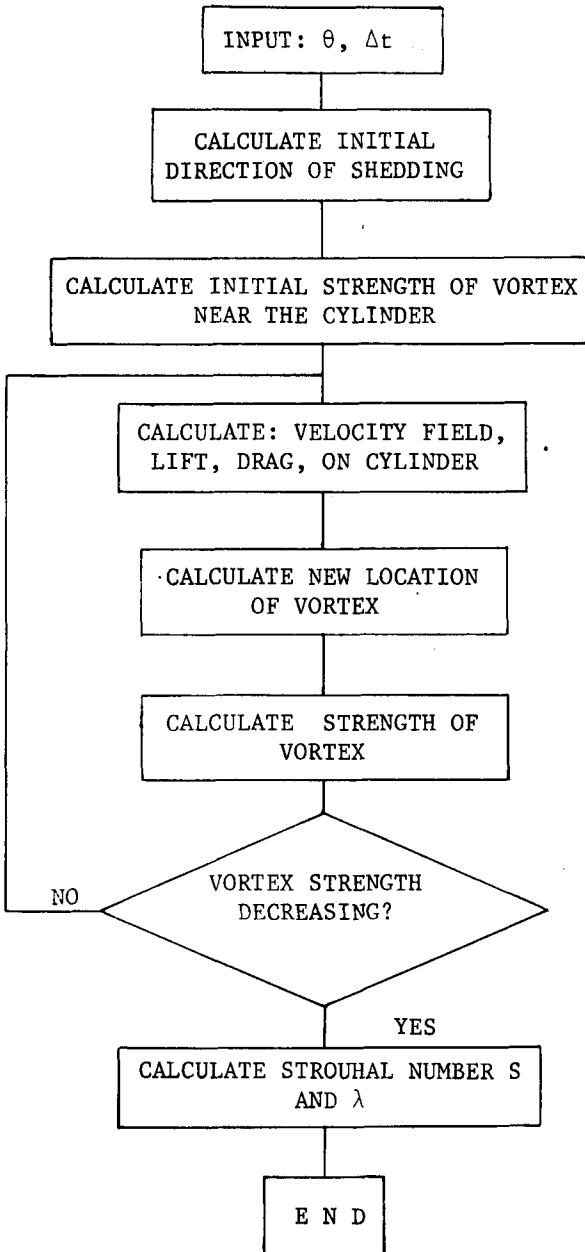 INPUT: θ, Δt
CALCULATE INITIAL
DIRECTION OF SHEDDING
CALCULATE INITIAL STRENGTH OF VORTEX
NEAR THE CYLINDER
CALCULATE: VELOCITY FIELD,
LIFT, DRAG, ON CYLINDER
CALCULATE NEW LOCATION
OF VORTEX
CALCULATE STRENGTH OF
VORTEX
VORTEX STRENGTH
DECREASING?
NO
YES
CALCULATE STROUHAL NUMBER S
AND λ
E N D